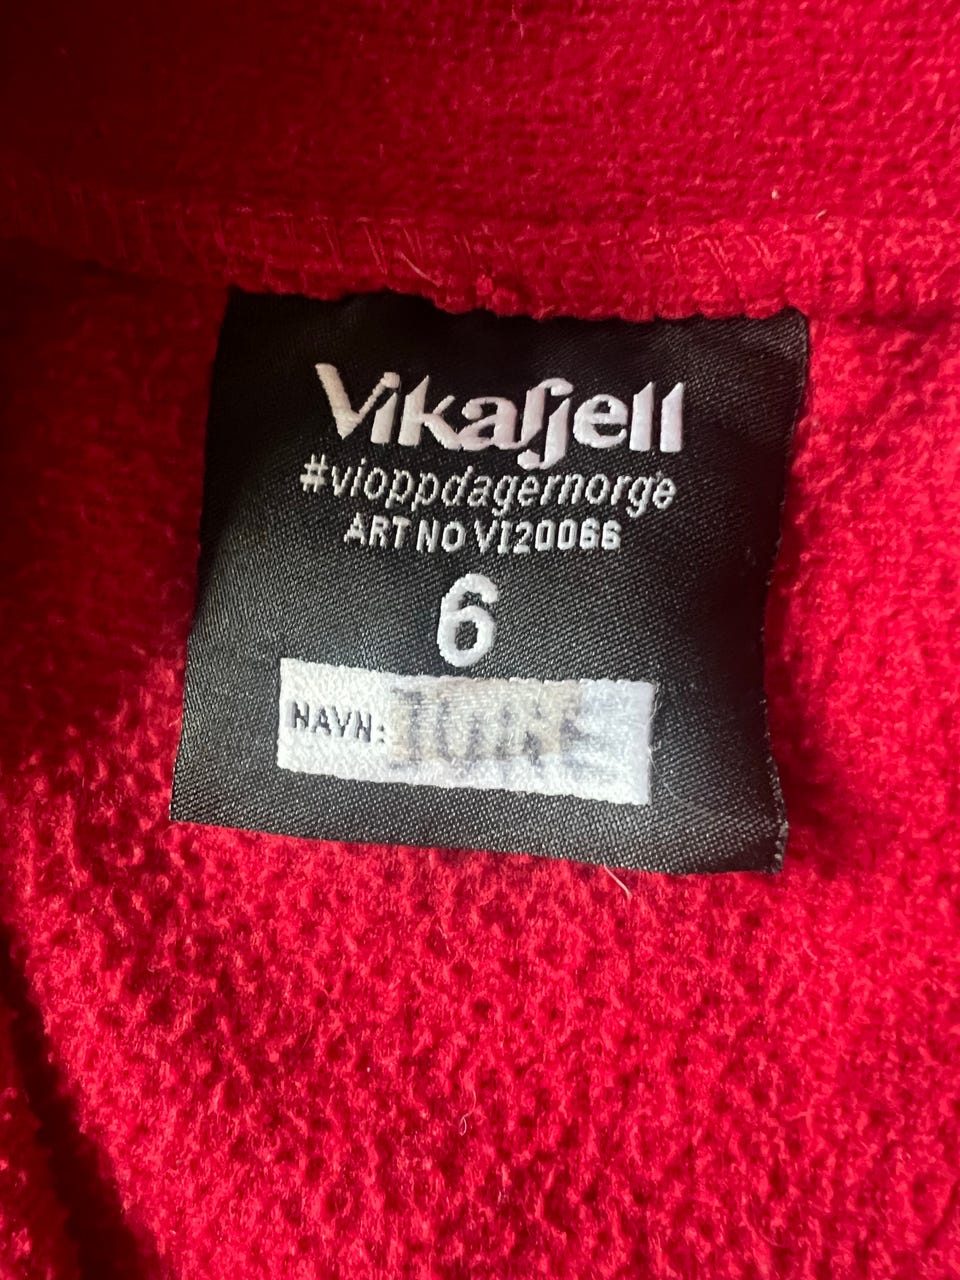 Vikafjell
#vioppdagernorge
ART NO VI20066
6
NAVN: